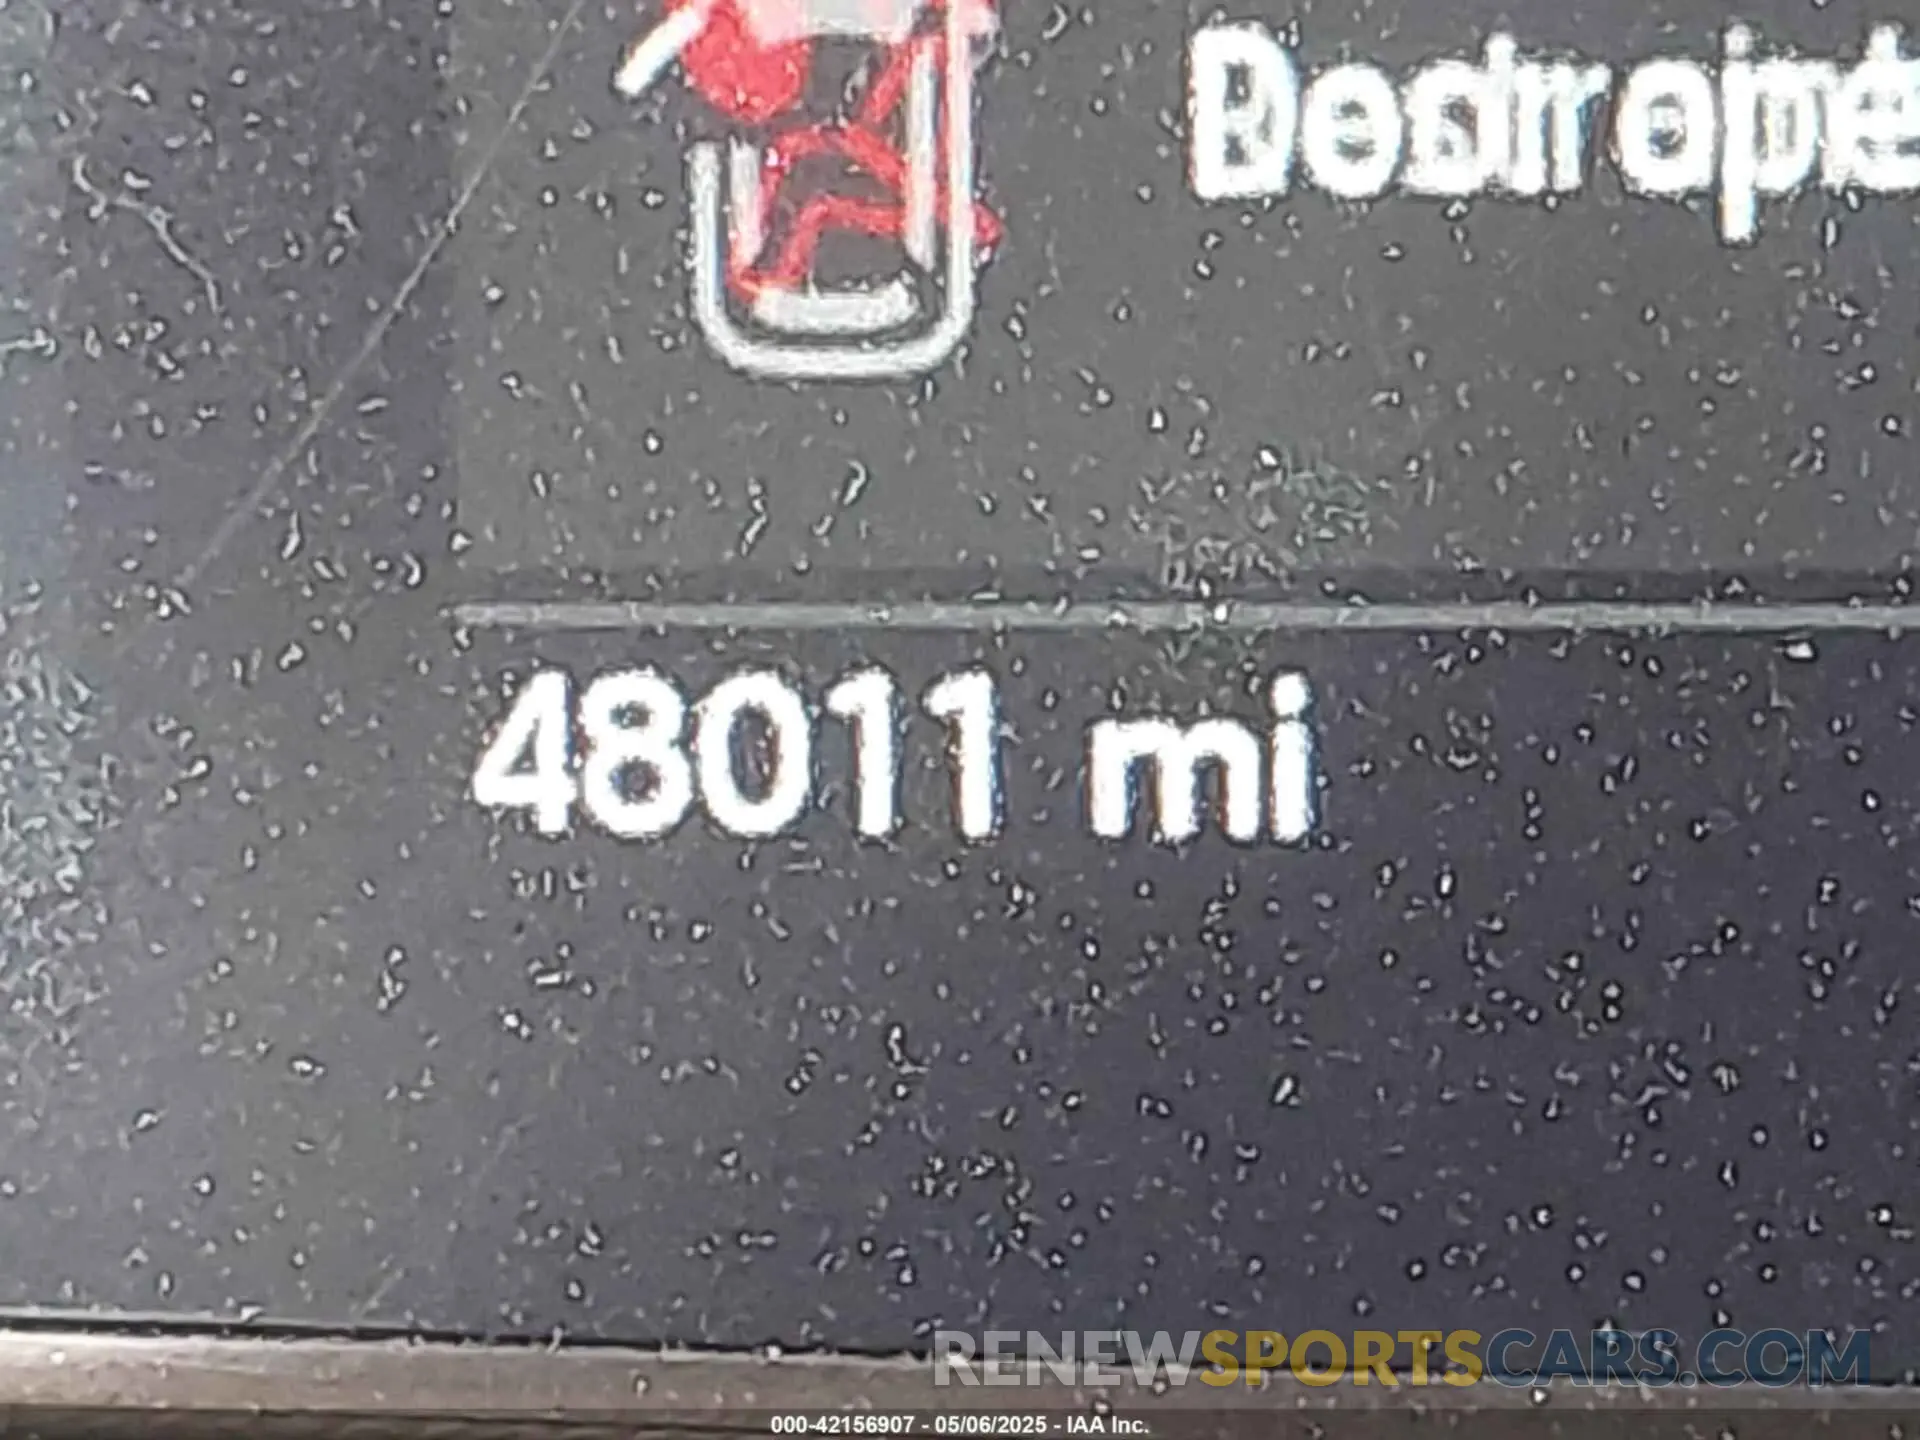 48011 mi
RENEWSPORTSCARS.COM
000-42156907 - 05/06/2025 - IAA Inc.